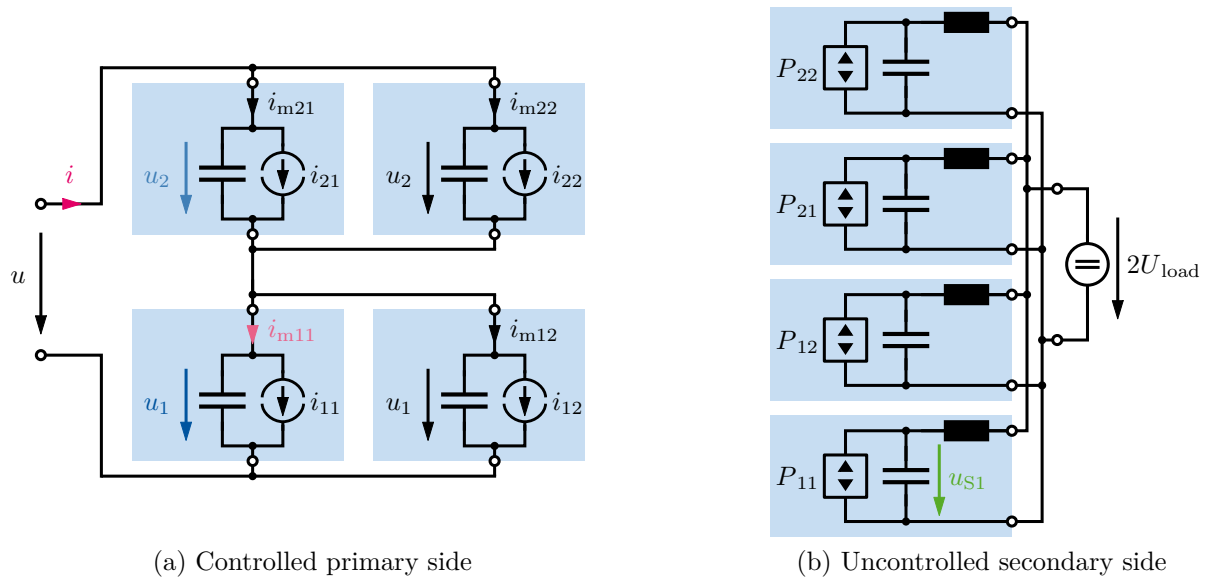 i
u
i_m21
i_m22
u_2
i_21
u_2
i_22
i_m11
i_m12
u_1
i_11
u_1
i_12
(a) Controlled primary side
P_22
P_21
P_12
P_11
u_S1
2U_load
(b) Uncontrolled secondary side